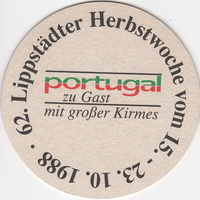 62. Lippstädter Herbstwoche vom 15. - 23. 10. 1988 ·
portugal
zu Gast
mit großer Kirmes